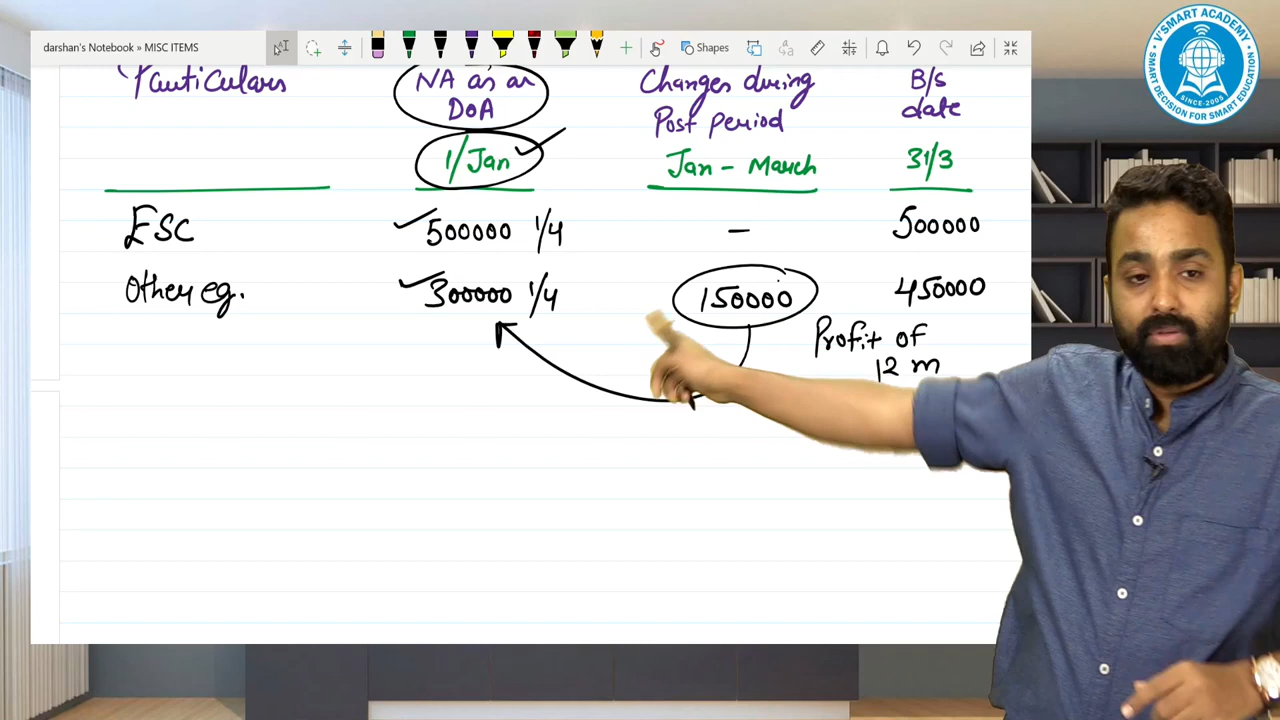 darshan's Notebook » MISC ITEMS
Shapes
V'SMART ACADEMY
SINCE-2005
SMART DECISION FOR SMART EDUCATION
Particulars
NA as on
DoA
Changes during
Post period
B/S
date
1/Jan
Jan - March
31/3
ESC
500000 1/4
-
500000
Other eq.
300000 1/4
150000
450000
Profit of
12 m